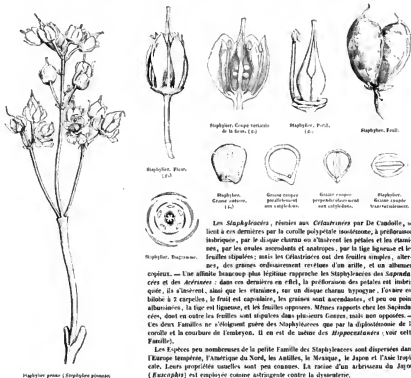 Staphylier. Coupe verticale
de la fleur. (g.)
Staphylier. Pistil.
(g.)
Staphylier. Fruit.
Staphylier. Fleur.
(g.)
Staphylier.
Graine entière.
(g.)
Graine coupée
parallèlement
aux cotylédons.
Graine coupée
perpendiculairement
aux cotylédons.
Staphylier.
Graine coupée
transversalement.
Staphylier. Diagramme.
Les Staphyléacées, réunies aux Célastrinées par De Candolle, se
lient à ces dernières par la corolle polypétale isostémone, à préfloraison
imbriquée, par le disque charnu où s'insèrent les pétales et les étami-
nes, par les ovules ascendants et anatropes, par la tige ligneuse et les
feuilles stipulées; mais les Célastrinées ont des feuilles simples, alter-
nes, des graines ordinairement revêtues d'un arille, et un albumen
copieux. — Une affinité beaucoup plus légitime rapproche les Staphyléacées des Sapinda-
cées et des Acérinées : dans ces dernières en effet, la préfloraison des pétales est imbri-
quée, ils s'insèrent, ainsi que les étamines, sur un disque charnu hypogyne, l'ovaire est
bilobé à 2 carpelles, le fruit est capsulaire, les graines sont ascendantes, et peu ou point
albuminées, la tige est ligneuse, et les feuilles opposées. Mêmes rapports chez les Sapinda-
cées, dont en outre les feuilles sont stipulées dans plusieurs Genres, mais non opposées. —
Ces deux Familles ne s'éloignent guère des Staphyléacées que par la diplostémonie de la
corolle et la courbure de l'embryon. Il en est de même des Hippocastanées (voir cette
Famille).
Les Espèces peu nombreuses de la petite Famille des Staphyléacées sont dispersées dans
l'Europe tempérée, l'Amérique du Nord, les Antilles, le Mexique, le Japon et l'Asie tropi-
cale. Leurs propriétés usuelles sont peu connues. La racine d'un arbrisseau du Japon
(Euscaphis) est employée comme astringente contre la dyssenterie.
Staphylier penné (Staphylea pinnata).